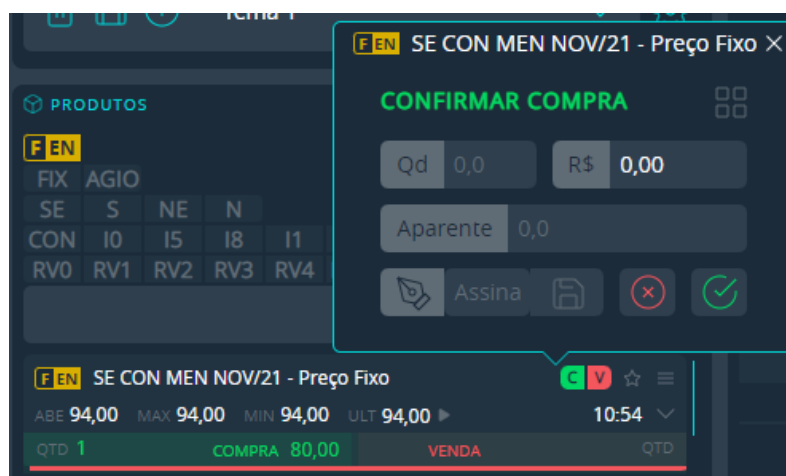 Tema 1
F EN SE CON MEN NOV/21 - Preço Fixo
CONFIRMAR COMPRA
Qd 0,0 R$ 0,00
Aparente 0,0
Assina
PRODUTOS
F EN
FIX AGIO
SE S NE N
CON I0 I5 I8 I1
RV0 RV1 RV2 RV3 RV4
F EN SE CON MEN NOV/21 - Preço Fixo C V
ABE 94,00 MAX 94,00 MIN 94,00 ULT 94,00 10:54
QTD 1 COMPRA 80,00 VENDA QTD